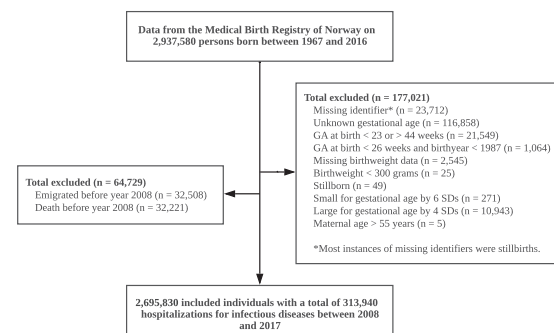 Data from the Medical Birth Registry of Norway on
2,937,580 persons born between 1967 and 2016
Total excluded (n = 177,021)
Missing identifier* (n = 23,712)
Unknown gestational age (n = 116,858)
GA at birth < 23 or > 44 weeks (n = 21,549)
GA at birth < 26 weeks and birthyear < 1987 (n = 1,064)
Missing birthweight data (n = 2,545)
Birthweight < 300 grams (n = 25)
Stillborn (n = 49)
Small for gestational age by 6 SDs (n = 271)
Large for gestational age by 4 SDs (n = 10,943)
Maternal age > 55 years (n = 5)
*Most instances of missing identifiers were stillbirths.
Total excluded (n = 64,729)
Emigrated before year 2008 (n = 32,508)
Death before year 2008 (n = 32,221)
2,695,830 included individuals with a total of 313,940
hospitalizations for infectious diseases between 2008
and 2017